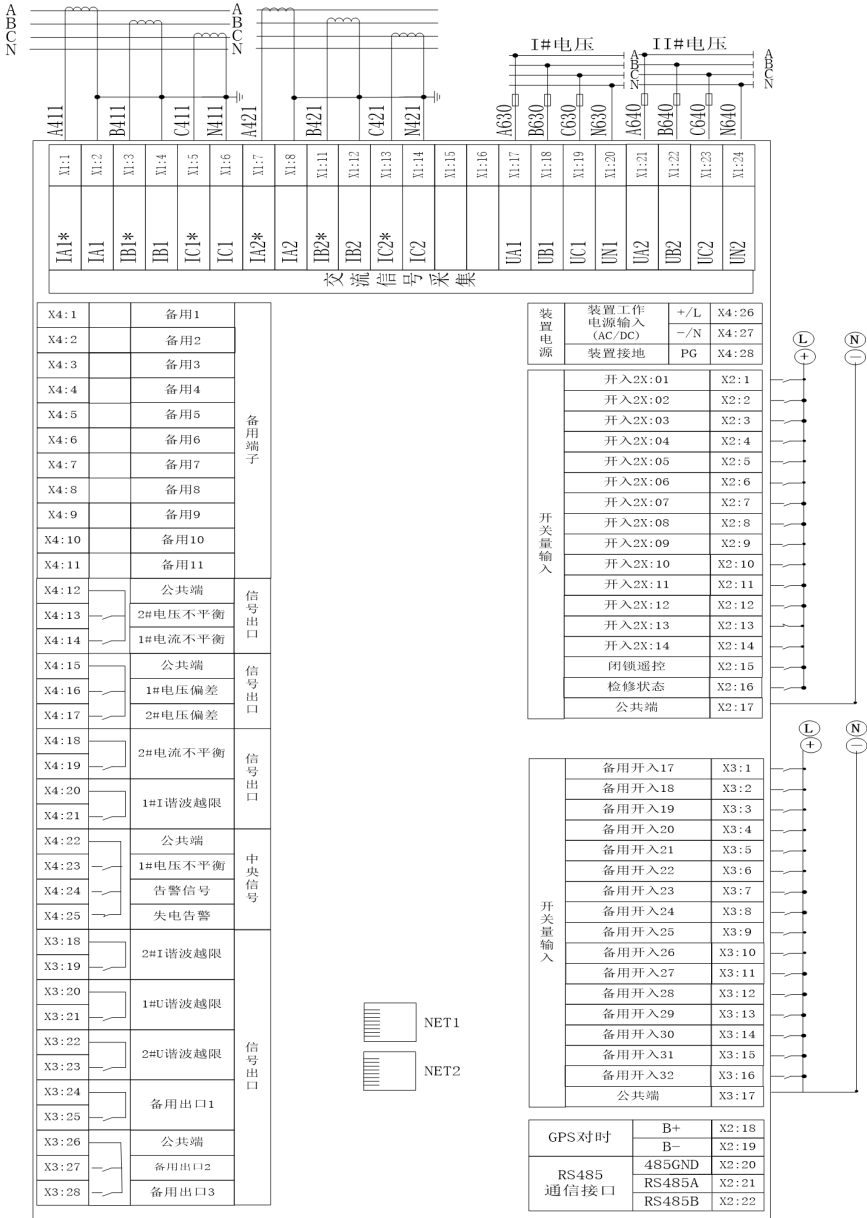 A
B
C
N
A
B
C
N
I#电压
II#电压
A
B
C
N
A
B
C
N
A411
B411
C411
N411
A421
B421
C421
N421
A630
B630
C630
N630
A640
B640
C640
N640
X1:1 X1:2 X1:3 X1:4 X1:5 X1:6 X1:7 X1:8 X1:11 X1:12 X1:13 X1:14 X1:15 X1:16 X1:17 X1:18 X1:19 X1:20 X1:21 X1:22 X1:23 X1:24
IA1* IA1 IB1* IB1 IC1* IC1 IA2* IA2 IB2* IB2 IC2* IC2 UA1 UB1 UC1 UN1 UA2 UB2 UC2 UN2
交流信号采集
X4:1 备用1
X4:2 备用2
X4:3 备用3
X4:4 备用4
X4:5 备用5
X4:6 备用6
X4:7 备用7
X4:8 备用8
X4:9 备用9
X4:10 备用10
X4:11 备用11
备用端子
X4:12 公共端
X4:13 2#电压不平衡
X4:14 1#电流不平衡
信号出口
X4:15 公共端
X4:16 1#电压偏差
X4:17 2#电压偏差
信号出口
X4:18
2#电流不平衡
X4:19
X4:20
1#I谐波越限
X4:21
信号出口
X4:22 公共端
X4:23 1#电压不平衡
X4:24 告警信号
X4:25 失电告警
中央信号
X3:18
2#I谐波越限
X3:19
X3:20
1#U谐波越限
X3:21
X3:22
2#U谐波越限
X3:23
X3:24
备用出口1
X3:25
X3:26 公共端
X3:27 备用出口2
X3:28 备用出口3
信号出口
NET1
NET2
装置电源
装置工作
电源输入
(AC/DC)
+/L X4:26
-/N X4:27
装置接地 PG X4:28
L
N
+
-
开关量输入
开入2X:01 X2:1
开入2X:02 X2:2
开入2X:03 X2:3
开入2X:04 X2:4
开入2X:05 X2:5
开入2X:06 X2:6
开入2X:07 X2:7
开入2X:08 X2:8
开入2X:09 X2:9
开入2X:10 X2:10
开入2X:11 X2:11
开入2X:12 X2:12
开入2X:13 X2:13
开入2X:14 X2:14
闭锁遥控 X2:15
检修状态 X2:16
公共端 X2:17
L
N
+
-
开关量输入
备用开入17 X3:1
备用开入18 X3:2
备用开入19 X3:3
备用开入20 X3:4
备用开入21 X3:5
备用开入22 X3:6
备用开入23 X3:7
备用开入24 X3:8
备用开入25 X3:9
备用开入26 X3:10
备用开入27 X3:11
备用开入28 X3:12
备用开入29 X3:13
备用开入30 X3:14
备用开入31 X3:15
备用开入32 X3:16
公共端 X3:17
GPS对时
B+ X2:18
B- X2:19
RS485
通信接口
485GND X2:20
RS485A X2:21
RS485B X2:22